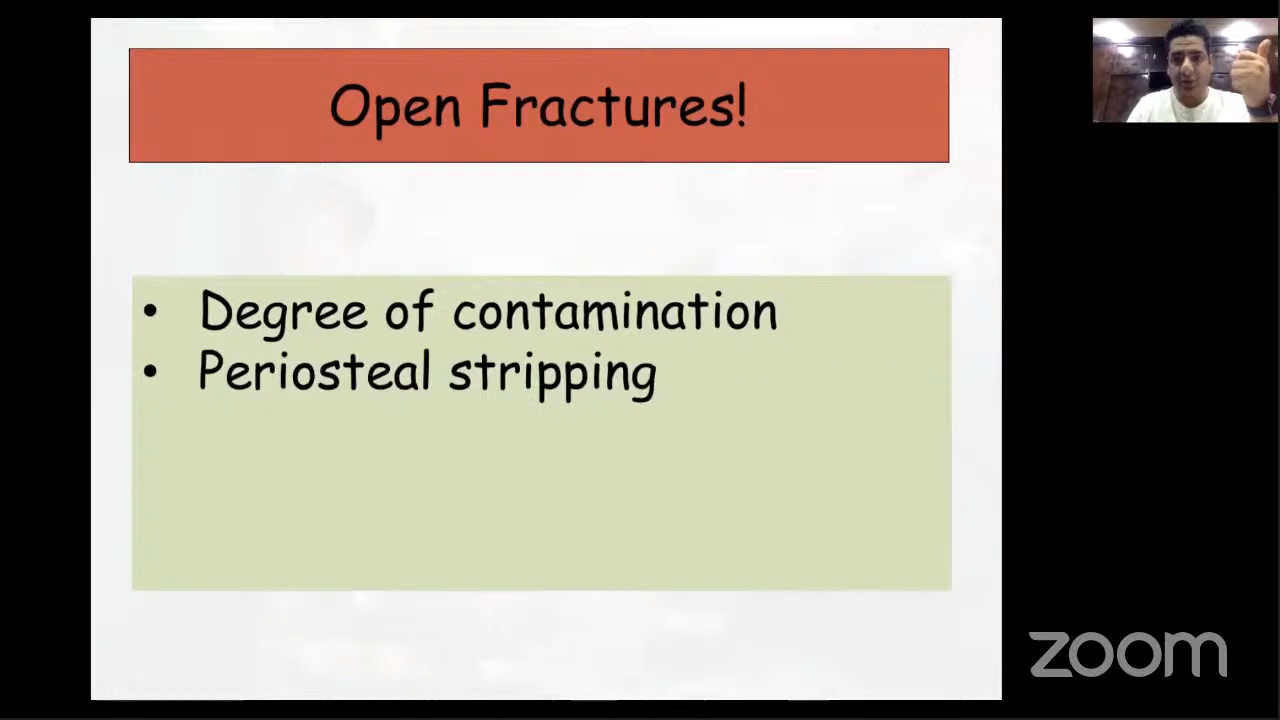 Open Fractures!
• Degree of contamination
• Periosteal stripping
zoom